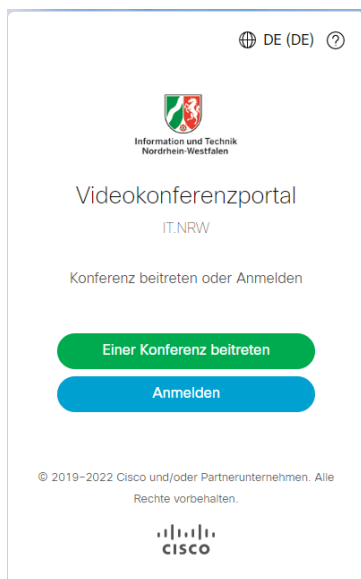 DE (DE) ?
Information und Technik
Nordrhein-Westfalen
Videokonferenzportal
IT.NRW
Konferenz beitreten oder Anmelden
Einer Konferenz beitreten
Anmelden
© 2019-2022 Cisco und/oder Partnerunternehmen. Alle
Rechte vorbehalten.
CISCO